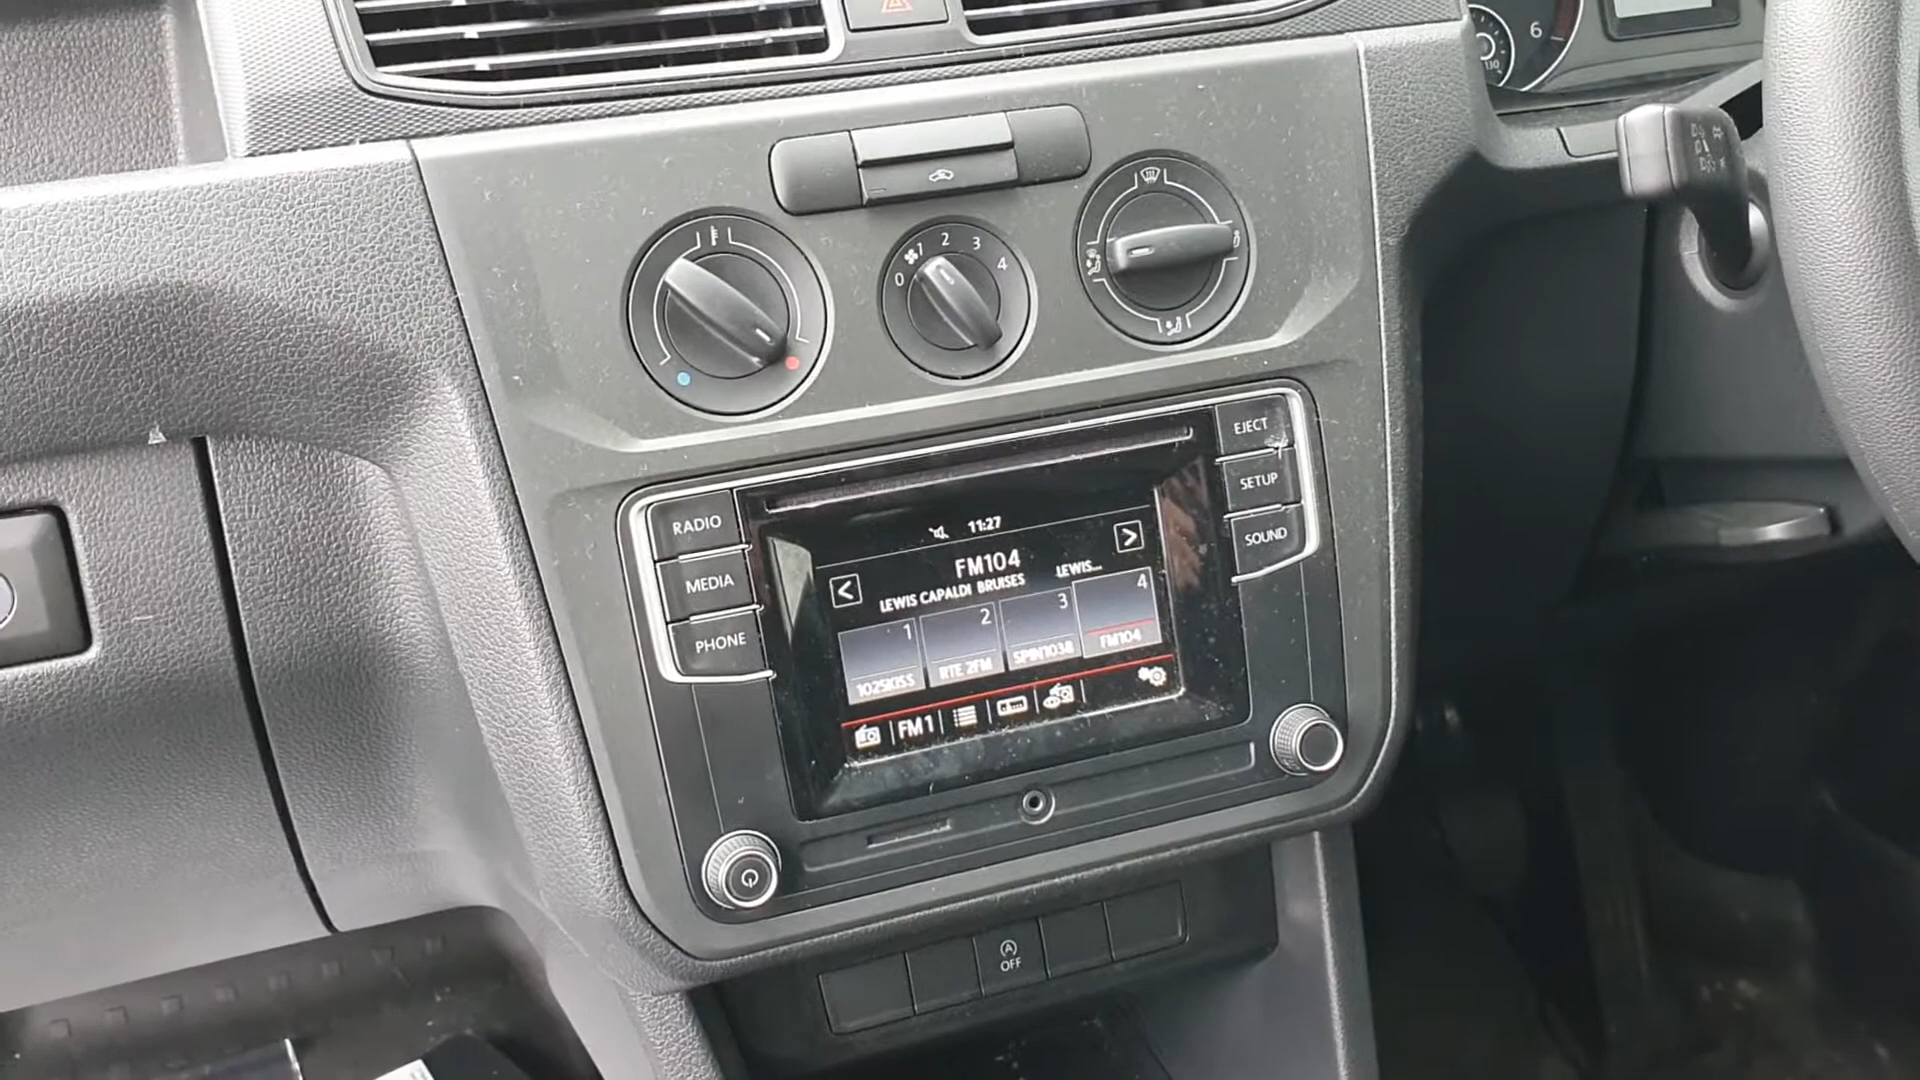 6
130
1
2
3
0
4
EJECT
SETUP
SOUND
RADIO
MEDIA
PHONE
11:27
FM104
LEWIS CAPALDI BRUISES
LEWIS...
1
2
3
4
1025KISS
RTE 2FM
SPIN1038
FM104
FM1
A
OFF